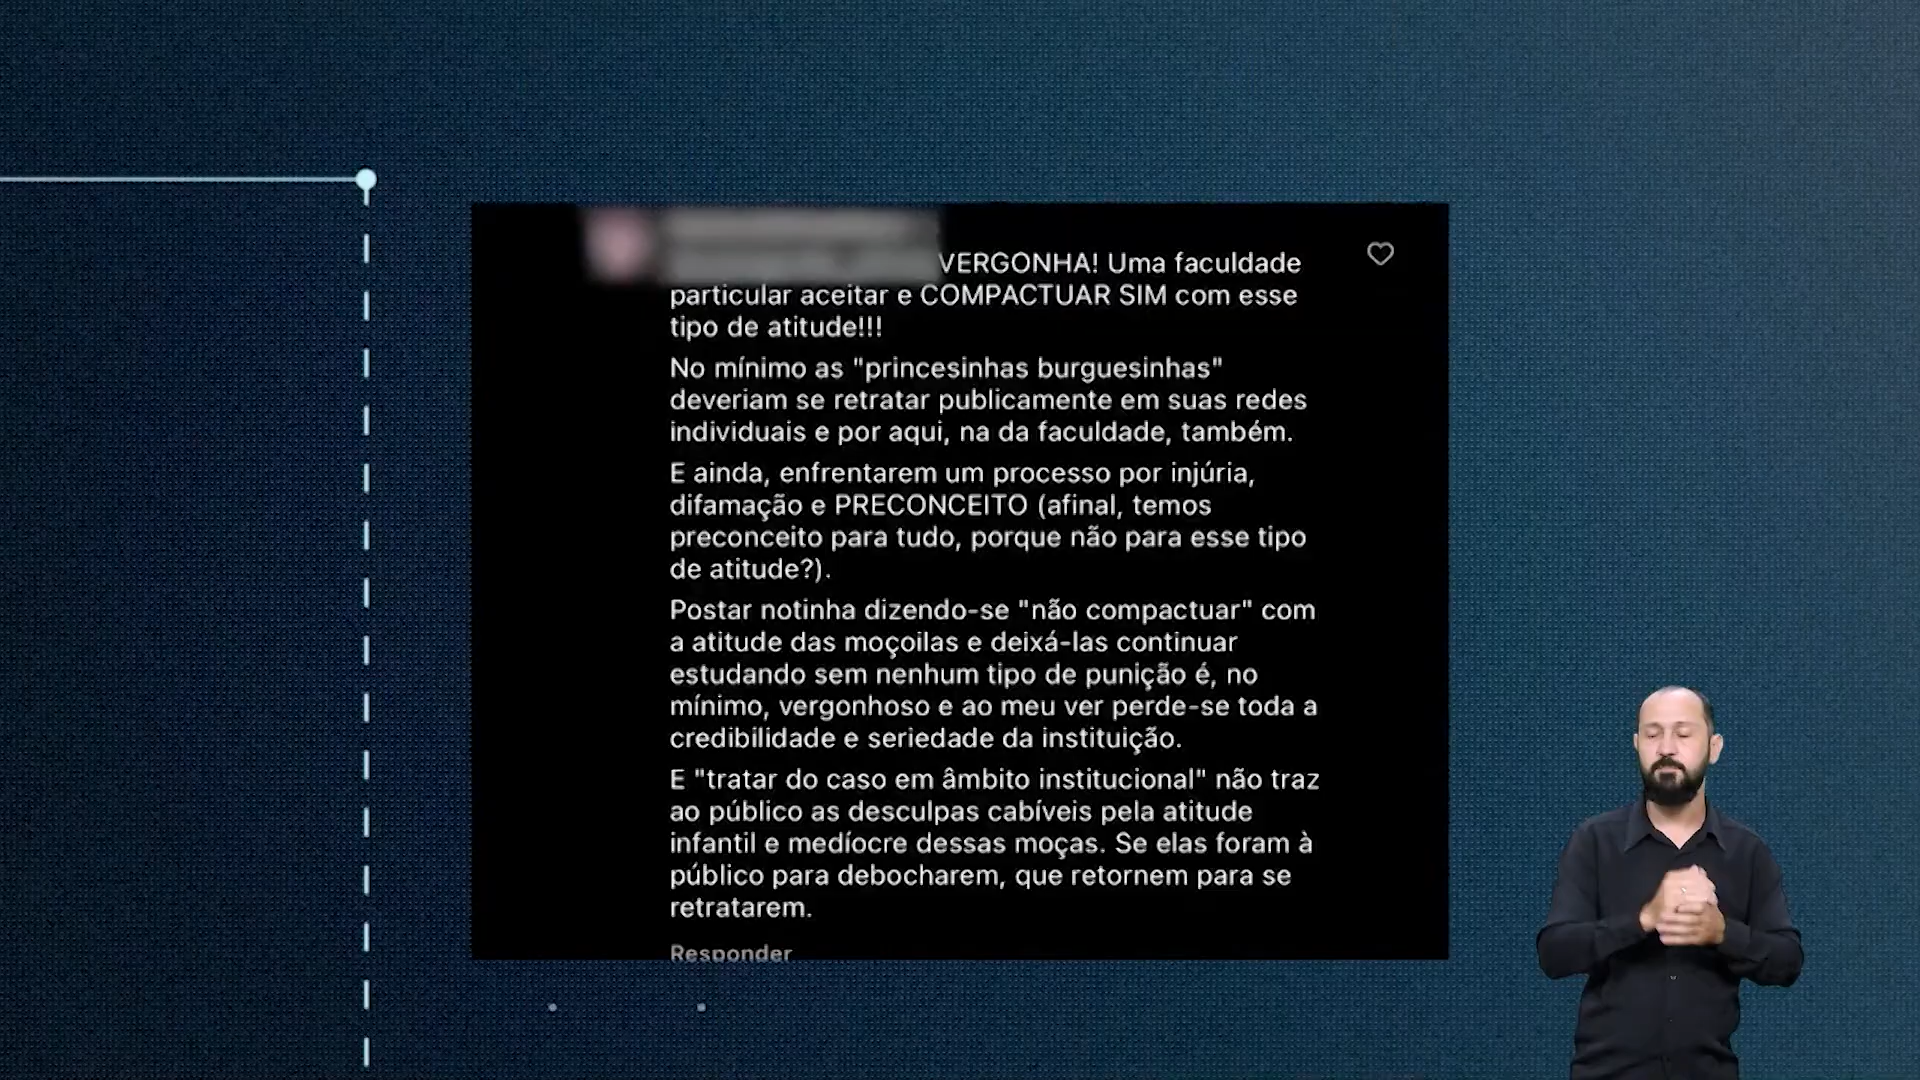 VERGONHA! Uma faculdade
particular aceitar e COMPACTUAR SIM com esse
tipo de atitude!!!
No mínimo as "princesinhas burguesinhas"
deveriam se retratar publicamente em suas redes
individuais e por aqui, na da faculdade, também.
E ainda, enfrentarem um processo por injúria,
difamação e PRECONCEITO (afinal, temos
preconceito para tudo, porque não para esse tipo
de atitude?).
Postar notinha dizendo-se "não compactuar" com
a atitude das moçoilas e deixá-las continuar
estudando sem nenhum tipo de punição é, no
mínimo, vergonhoso e ao meu ver perde-se toda a
credibilidade e seriedade da instituição.
E "tratar do caso em âmbito institucional" não traz
ao público as desculpas cabíveis pela atitude
infantil e medíocre dessas moças. Se elas foram à
público para debocharem, que retornem para se
retratarem.
Responder